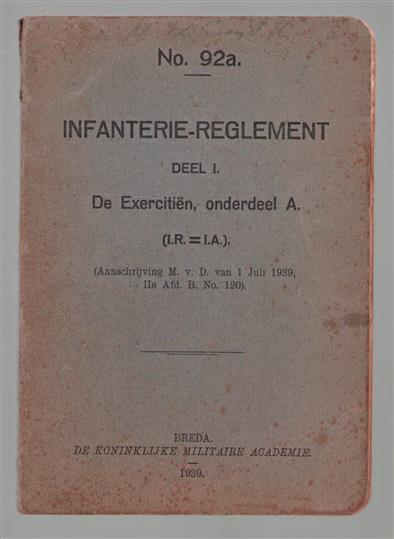 No. 92a.
INFANTERIE-REGLEMENT
DEEL I.
De Exercitiën, onderdeel A.
(I.R. = I.A.).
(Aanschrijving M. v. D. van 1 Juli 1939,
IIe Afd. B. No. 120).
BREDA.
DE KONINKLIJKE MILITAIRE ACADEMIE.
1939.